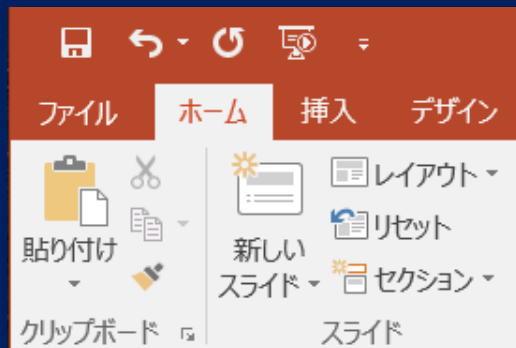 ファイル ホーム 挿入 デザイン
貼り付け
新しい
スライド
レイアウト
リセット
セクション
クリップボード スライド